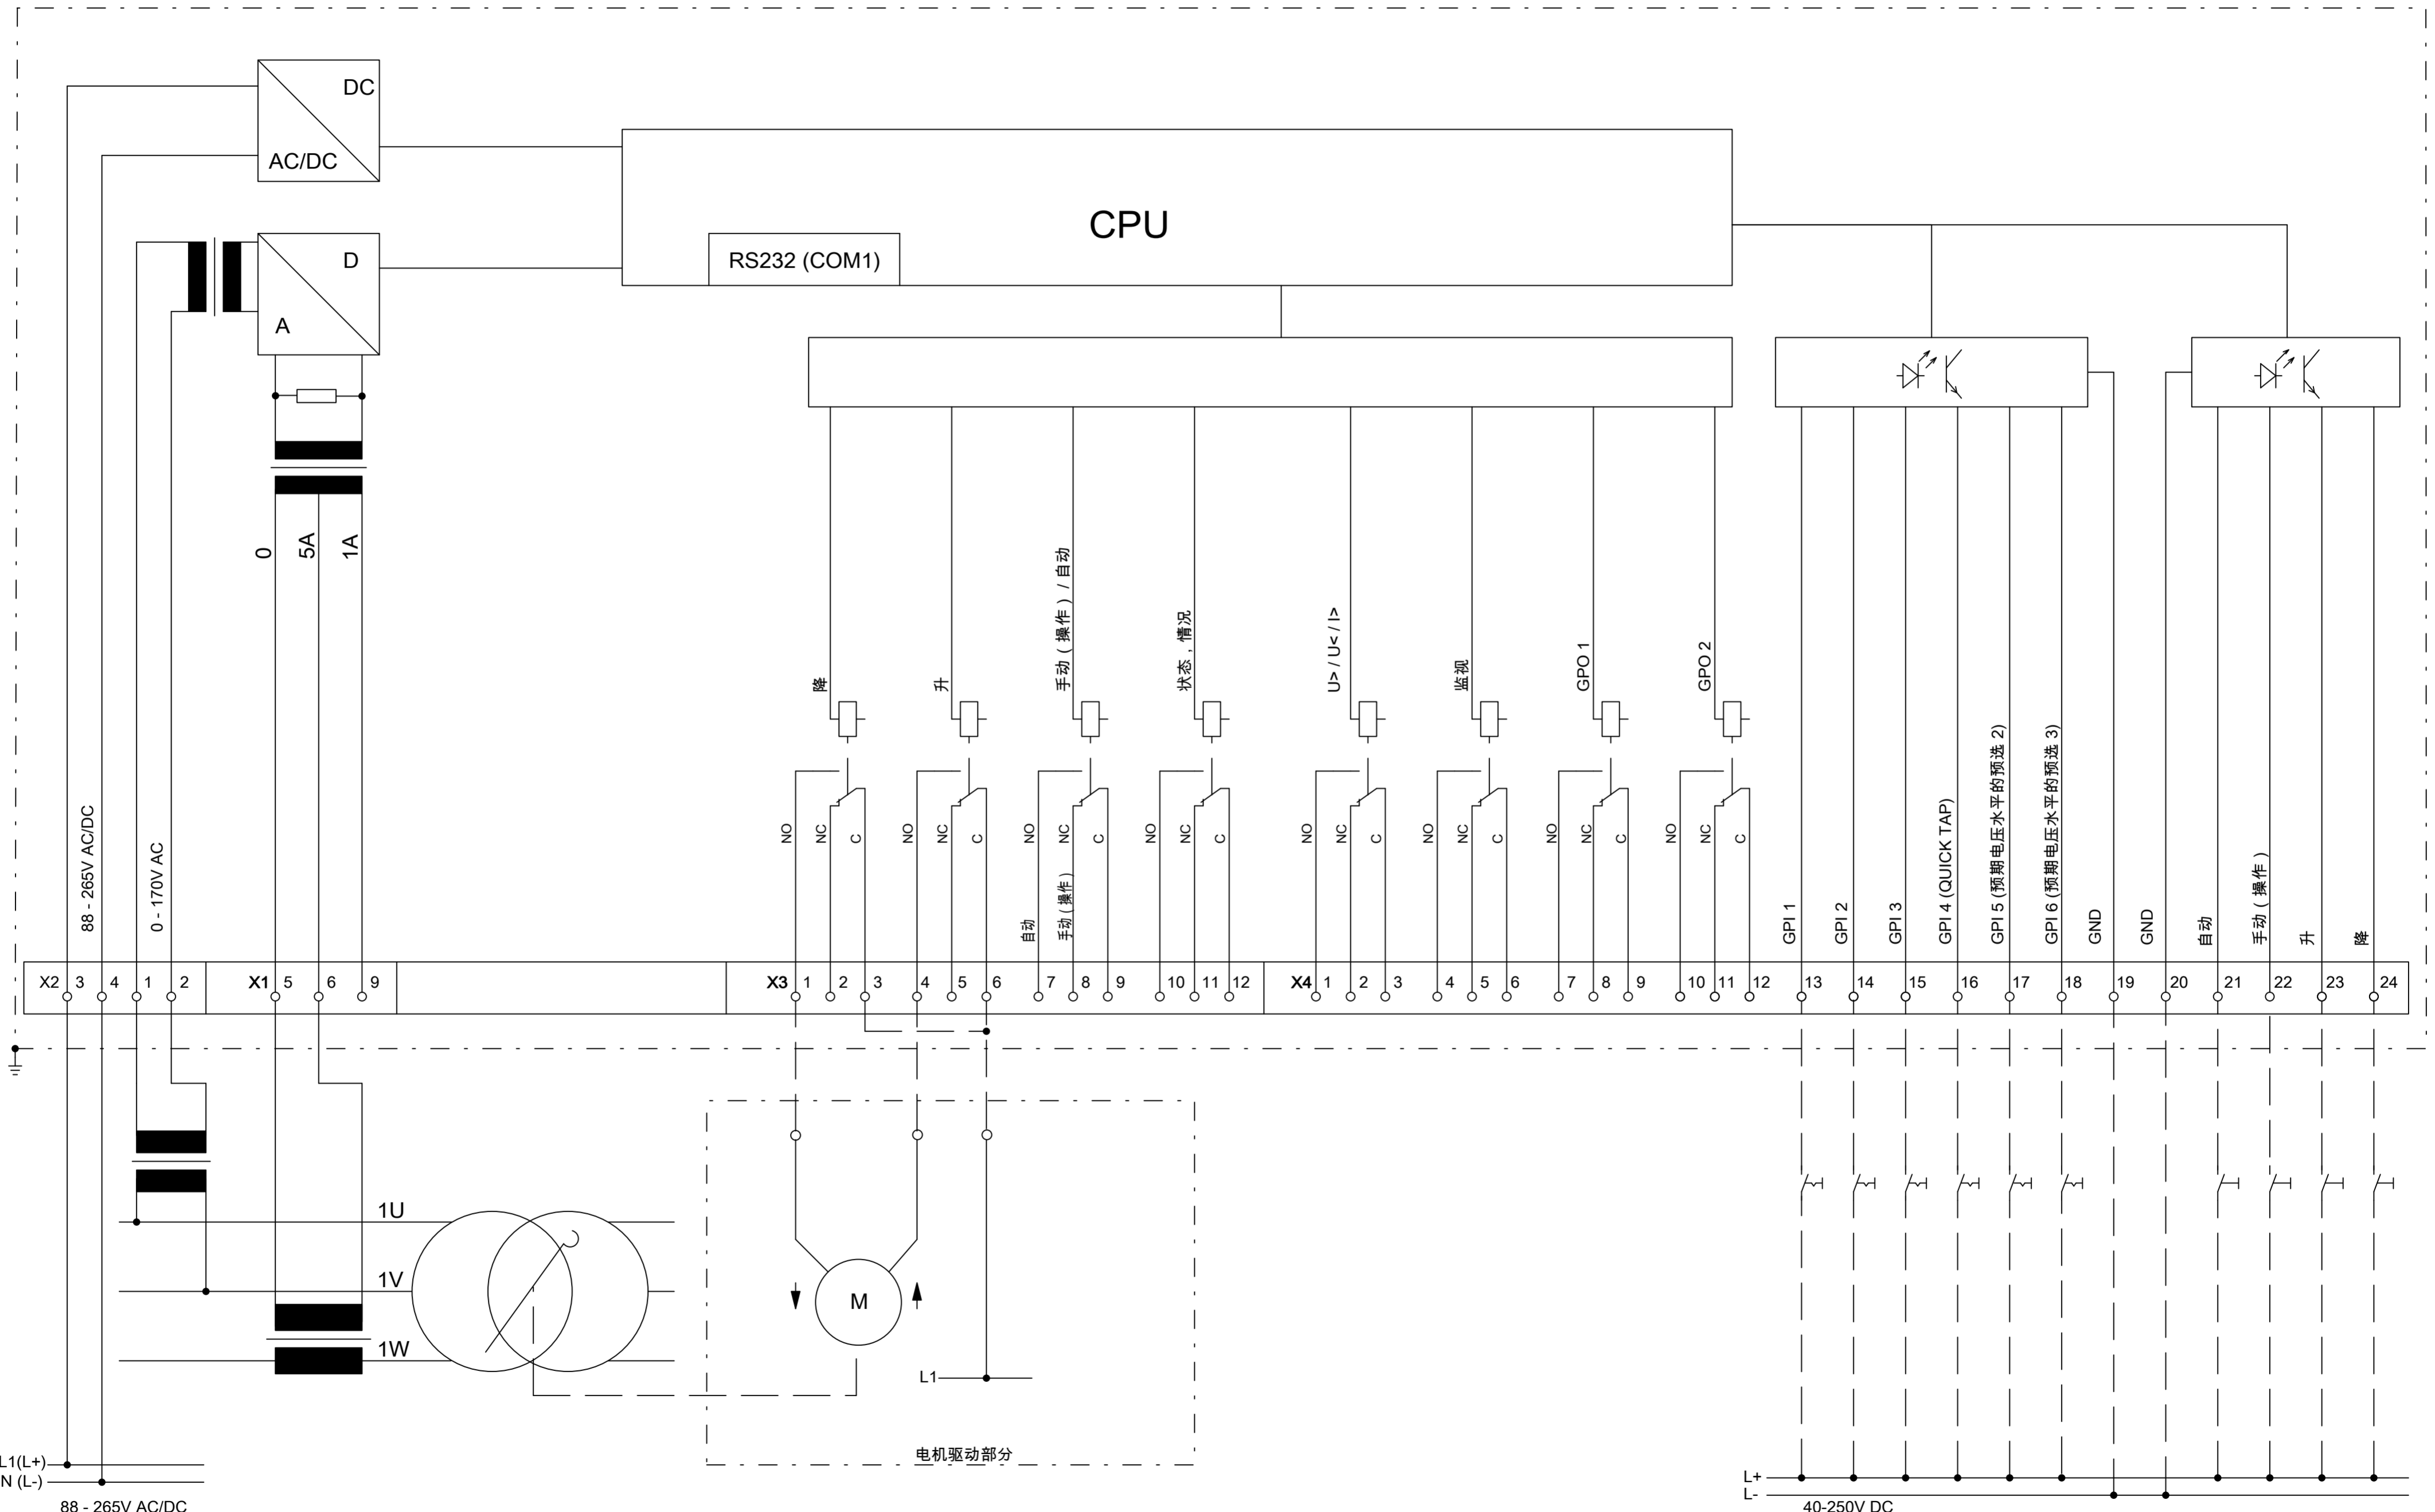 DC
AC/DC
D
A
CPU
RS232 (COM1)
0
5A
1A
88 - 265V AC/DC
0 - 170V AC
降
升
手动（操作）/ 自动
状态，情况
U> / U< / I>
监视
GPO 1
GPO 2
NO NC C
NO NC C
NO NC C
NO NC C
NO NC C
NO NC C
NO NC C
NO NC C
自动
手动（操作）
GPI 1
GPI 2
GPI 3
GPI 4 (QUICK TAP)
GPI 5 (预期电压水平的预选 2)
GPI 6 (预期电压水平的预选 3)
GND
GND
自动
手动（操作）
升
降
X2 3 4 1 2 X1 5 6 9 X3 1 2 3 4 5 6 7 8 9 10 11 12 X4 1 2 3 4 5 6 7 8 9 10 11 12 13 14 15 16 17 18 19 20 21 22 23 24
1U
1V
1W
M
L1
电机驱动部分
L1(L+)
N (L-)
88 - 265V AC/DC
L+
L-
40-250V DC